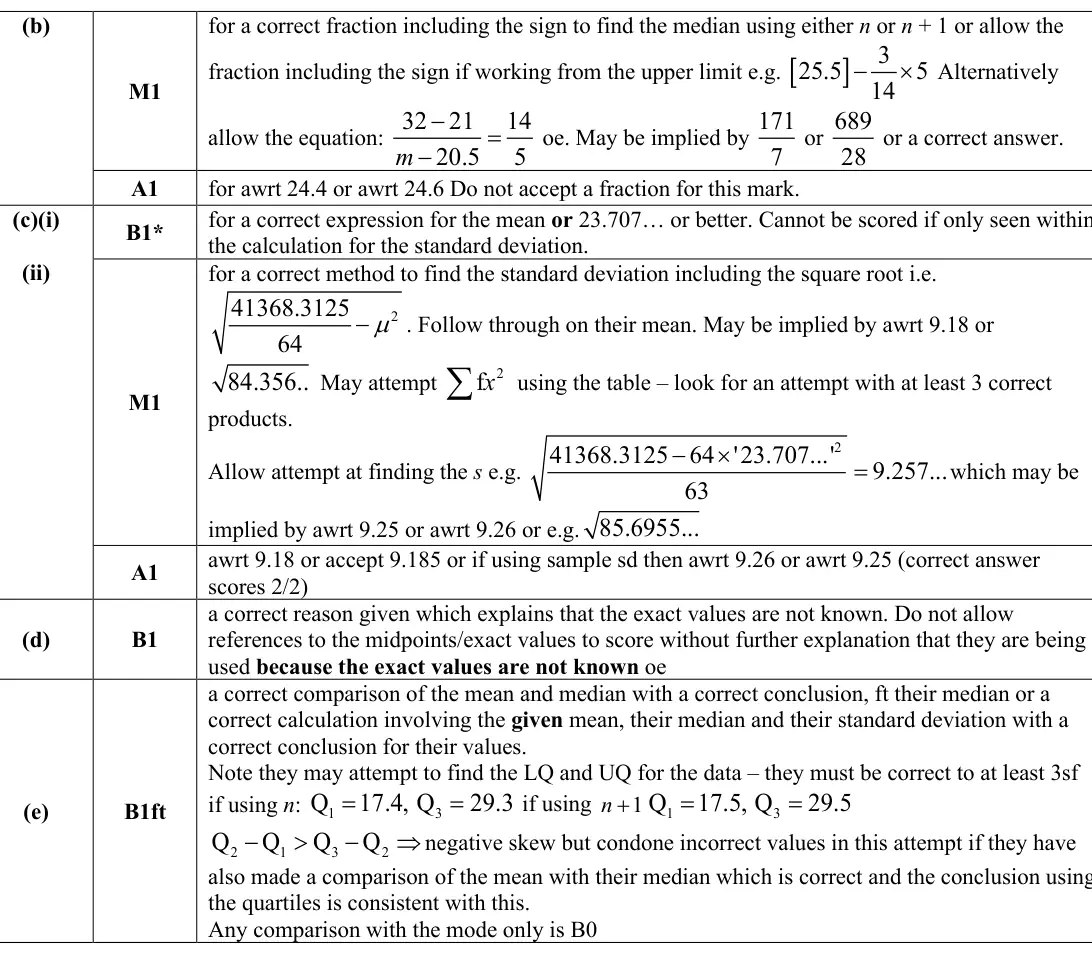 (b) M1 for a correct fraction including the sign to find the median using either n or n + 1 or allow the
fraction including the sign if working from the upper limit e.g. [25.5] − 3/14 × 5 Alternatively
allow the equation: (32 − 21)/(m − 20.5) = 14/5 oe. May be implied by 171/7 or 689/28 or a correct answer.
A1 for awrt 24.4 or awrt 24.6 Do not accept a fraction for this mark.
(c)(i) B1* for a correct expression for the mean or 23.707… or better. Cannot be scored if only seen within
the calculation for the standard deviation.
(ii) M1 for a correct method to find the standard deviation including the square root i.e.
√(41368.3125/64 − μ²) . Follow through on their mean. May be implied by awrt 9.18 or
√84.356.. May attempt ∑fx² using the table – look for an attempt with at least 3 correct
products.
Allow attempt at finding the s e.g. √((41368.3125 − 64 × '23.707...'²)/63) = 9.257... which may be
implied by awrt 9.25 or awrt 9.26 or e.g. √85.6955...
A1 awrt 9.18 or accept 9.185 or if using sample sd then awrt 9.26 or awrt 9.25 (correct answer
scores 2/2)
(d) B1 a correct reason given which explains that the exact values are not known. Do not allow
references to the midpoints/exact values to score without further explanation that they are being
used because the exact values are not known oe
(e) B1ft a correct comparison of the mean and median with a correct conclusion, ft their median or a
correct calculation involving the given mean, their median and their standard deviation with a
correct conclusion for their values.
Note they may attempt to find the LQ and UQ for the data – they must be correct to at least 3sf
if using n: Q₁ = 17.4, Q₃ = 29.3 if using n + 1 Q₁ = 17.5, Q₃ = 29.5
Q₂ − Q₁ > Q₃ − Q₂ ⇒ negative skew but condone incorrect values in this attempt if they have
also made a comparison of the mean with their median which is correct and the conclusion using
the quartiles is consistent with this.
Any comparison with the mode only is B0